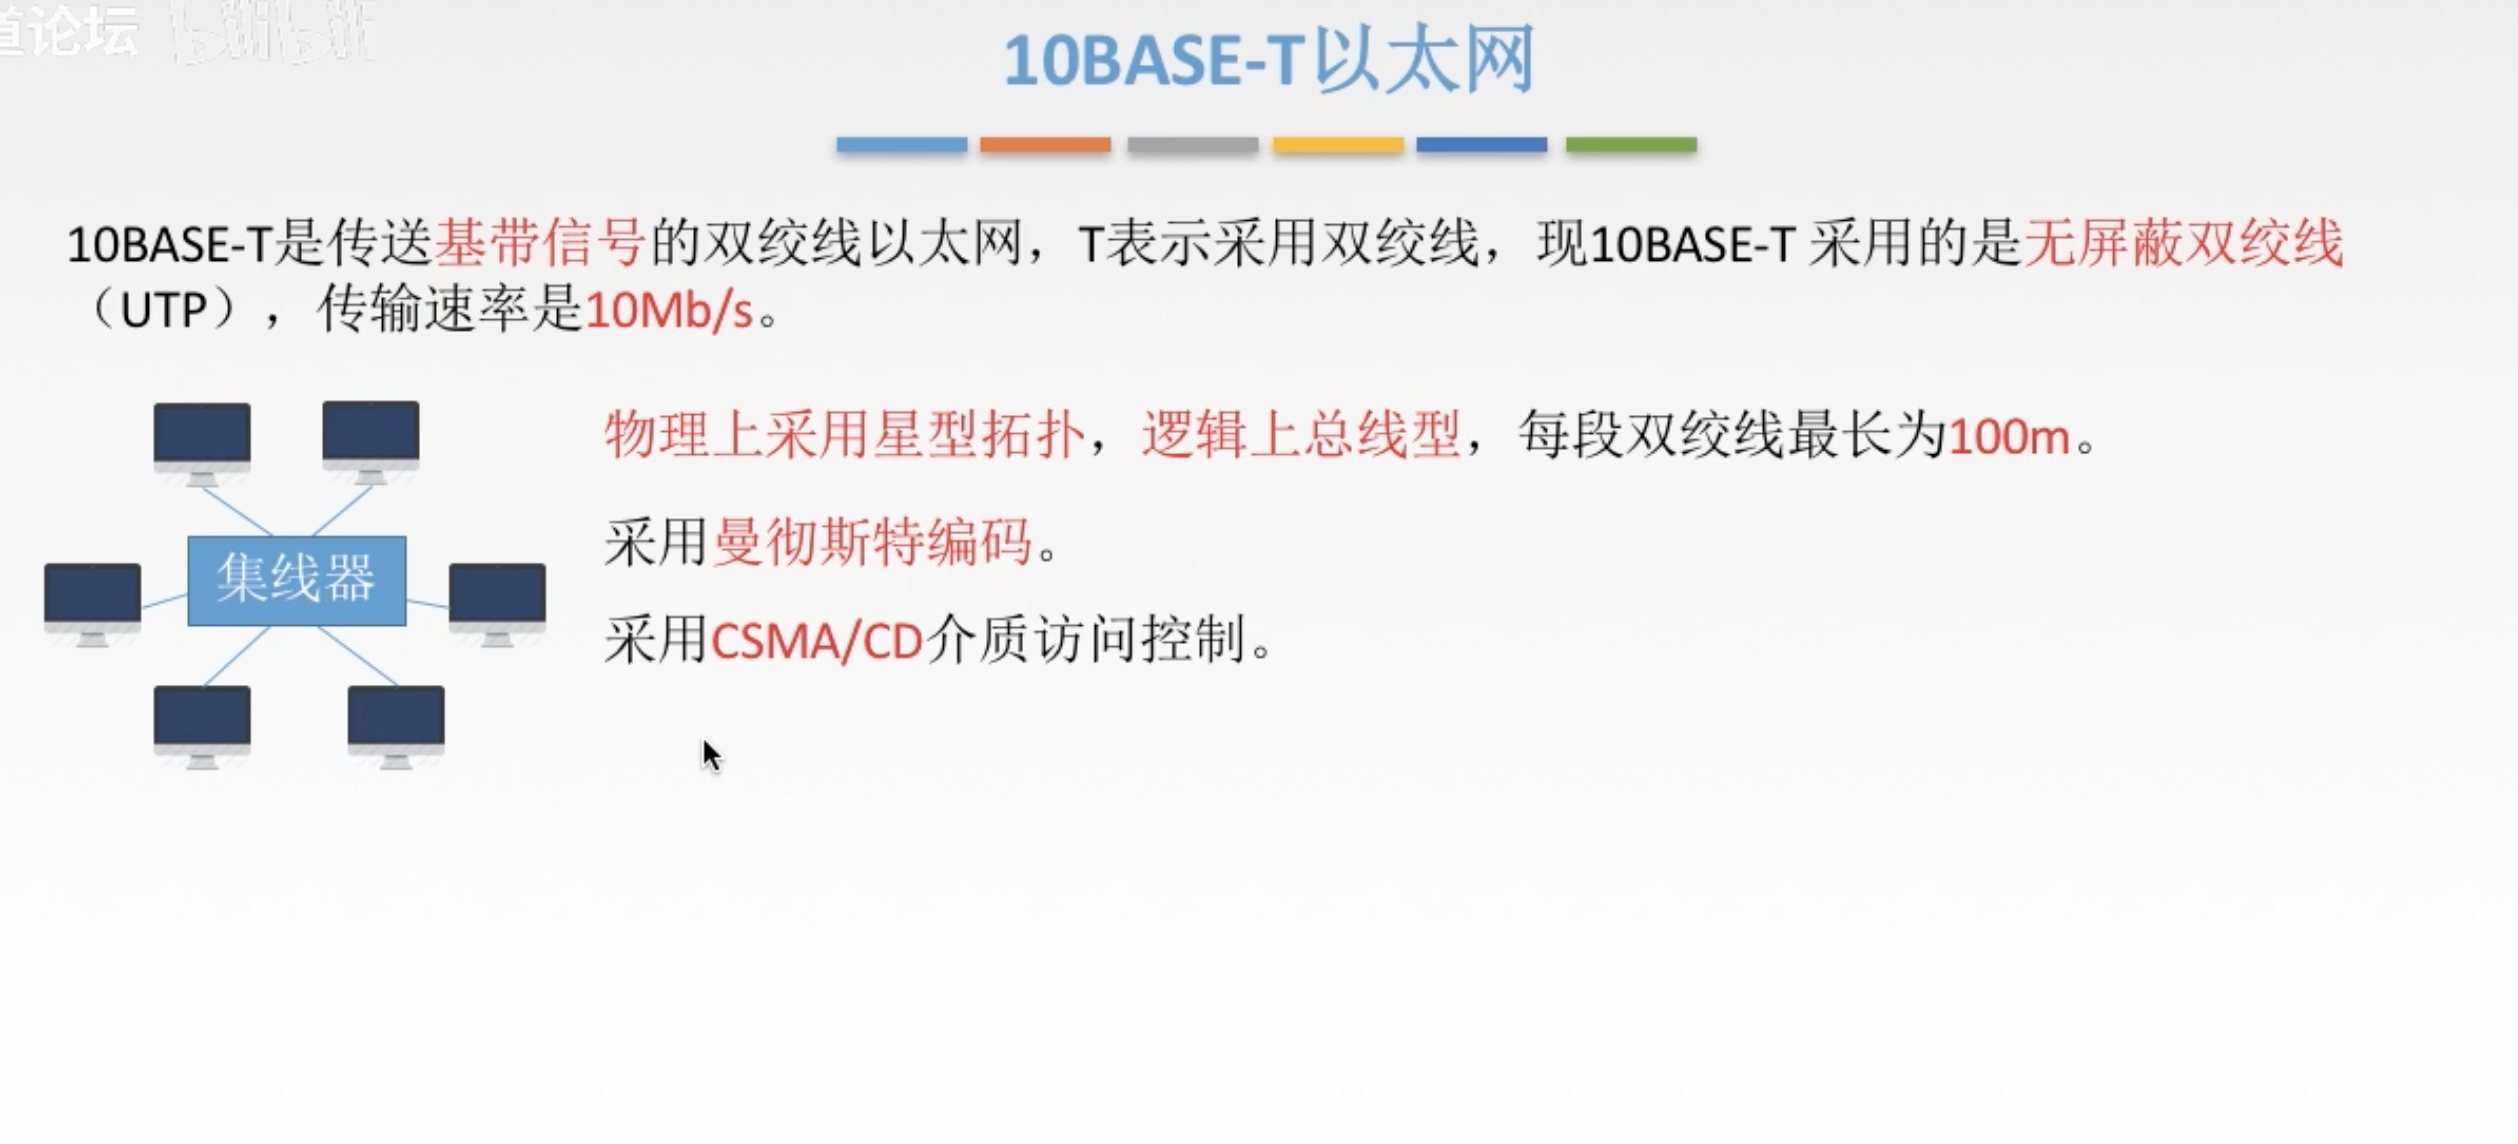 道论坛 bilibili
10BASE-T以太网
10BASE-T是传送基带信号的双绞线以太网，T表示采用双绞线，现10BASE-T 采用的是无屏蔽双绞线
（UTP），传输速率是10Mb/s。
物理上采用星型拓扑，逻辑上总线型，每段双绞线最长为100m。
采用曼彻斯特编码。
集线器
采用CSMA/CD介质访问控制。